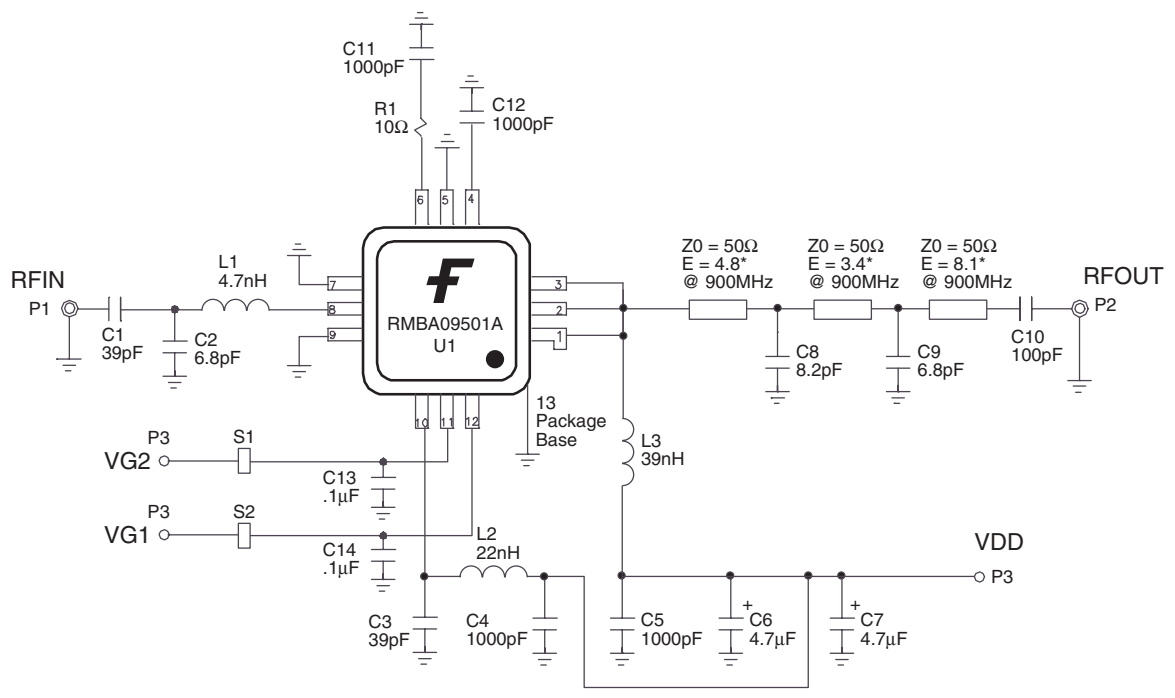 C11
1000pF
R1
10Ω
C12
1000pF
6
5
4
RFIN
P1
C1
39pF
C2
6.8pF
L1
4.7nH
7
8
9
RMBA09501A
U1
3
2
1
Z0 = 50Ω
E = 4.8*
@ 900MHz
Z0 = 50Ω
E = 3.4*
@ 900MHz
Z0 = 50Ω
E = 8.1*
@ 900MHz
RFOUT
P2
C10
100pF
C8
8.2pF
C9
6.8pF
10
11
12
13
Package
Base
L3
39nH
P3
VG2
S1
C13
.1μF
P3
VG1
S2
C14
.1μF
L2
22nH
VDD
P3
C3
39pF
C4
1000pF
C5
1000pF
+
C6
4.7μF
+
C7
4.7μF